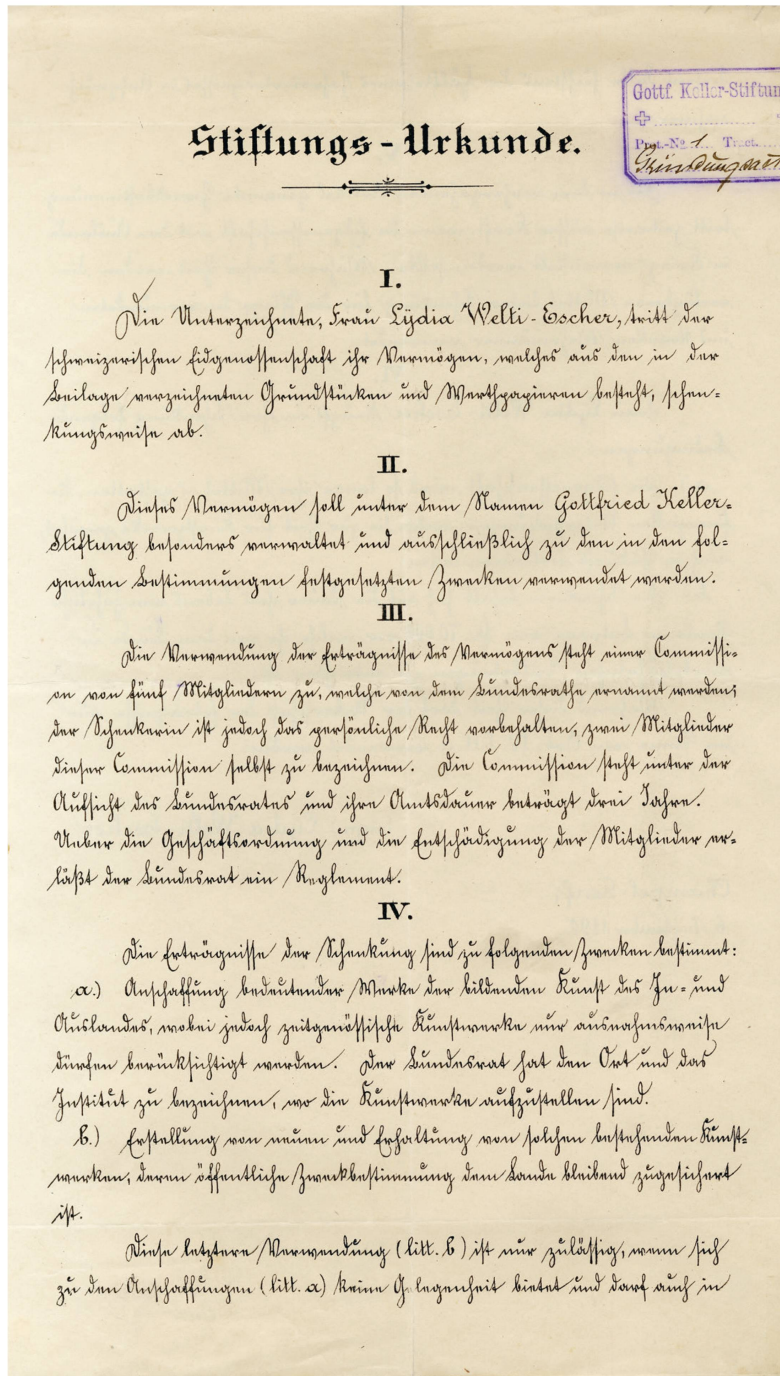 Gottf. Keller-Stiftun
Prot.-No 1 Tract.
Stiftungs-Urkunde.
I.
Die Unterzeichnete, Frau Lydia Welti-Escher, tritt der
schweizerischen Eidgenossenschaft ihr Vermögen, welches aus den in der
Beilage verzeichneten Grundstücken und Werthpapieren besteht, schen-
kungsweise ab.
II.
Dieses Vermögen soll unter dem Namen Gottfried Keller-
Stiftung besonders verwaltet und ausschließlich zu den in den fol-
genden Bestimmungen festgesetzten Zwecken verwendet werden.
III.
Die Verwendung der Erträgnisse des Vermögens steht einer Commissi-
on von fünf Mitgliedern zu, welche von dem Bundesrathe ernannt werden;
der Schenkerin ist jedoch das persönliche Recht vorbehalten, zwei Mitglieder
dieser Commission selbst zu bezeichnen. Die Commission steht unter der
Aufsicht des Bundesrates und ihre Amtsdauer beträgt drei Jahre.
Ueber die Geschäftsordnung und die Entschädigung der Mitglieder er-
läßt der Bundesrat ein Reglement.
IV.
Die Erträgnisse der Schenkung sind zu folgenden Zwecken bestimmt:
a.) Anschaffung bedeutender Werke der bildenden Kunst des In- und
Auslandes, wobei jedoch zeitgenössische Kunstwerke nur ausnahmsweise
dürfen berücksichtigt werden. Der Bundesrat hat den Ort und das
Institut zu bezeichnen, wo die Kunstwerke aufzustellen sind.
b.) Erstellung von neuen und Erhaltung von solchen bestehenden Kunst-
werken, deren öffentliche Zweckbestimmung dem Lande bleibend zugesichert
ist.
Diese letztere Verwendung (litt. b) ist nur zulässig, wenn sich
zu den Anschaffungen (litt. a) keine Gelegenheit bietet und darf auch in